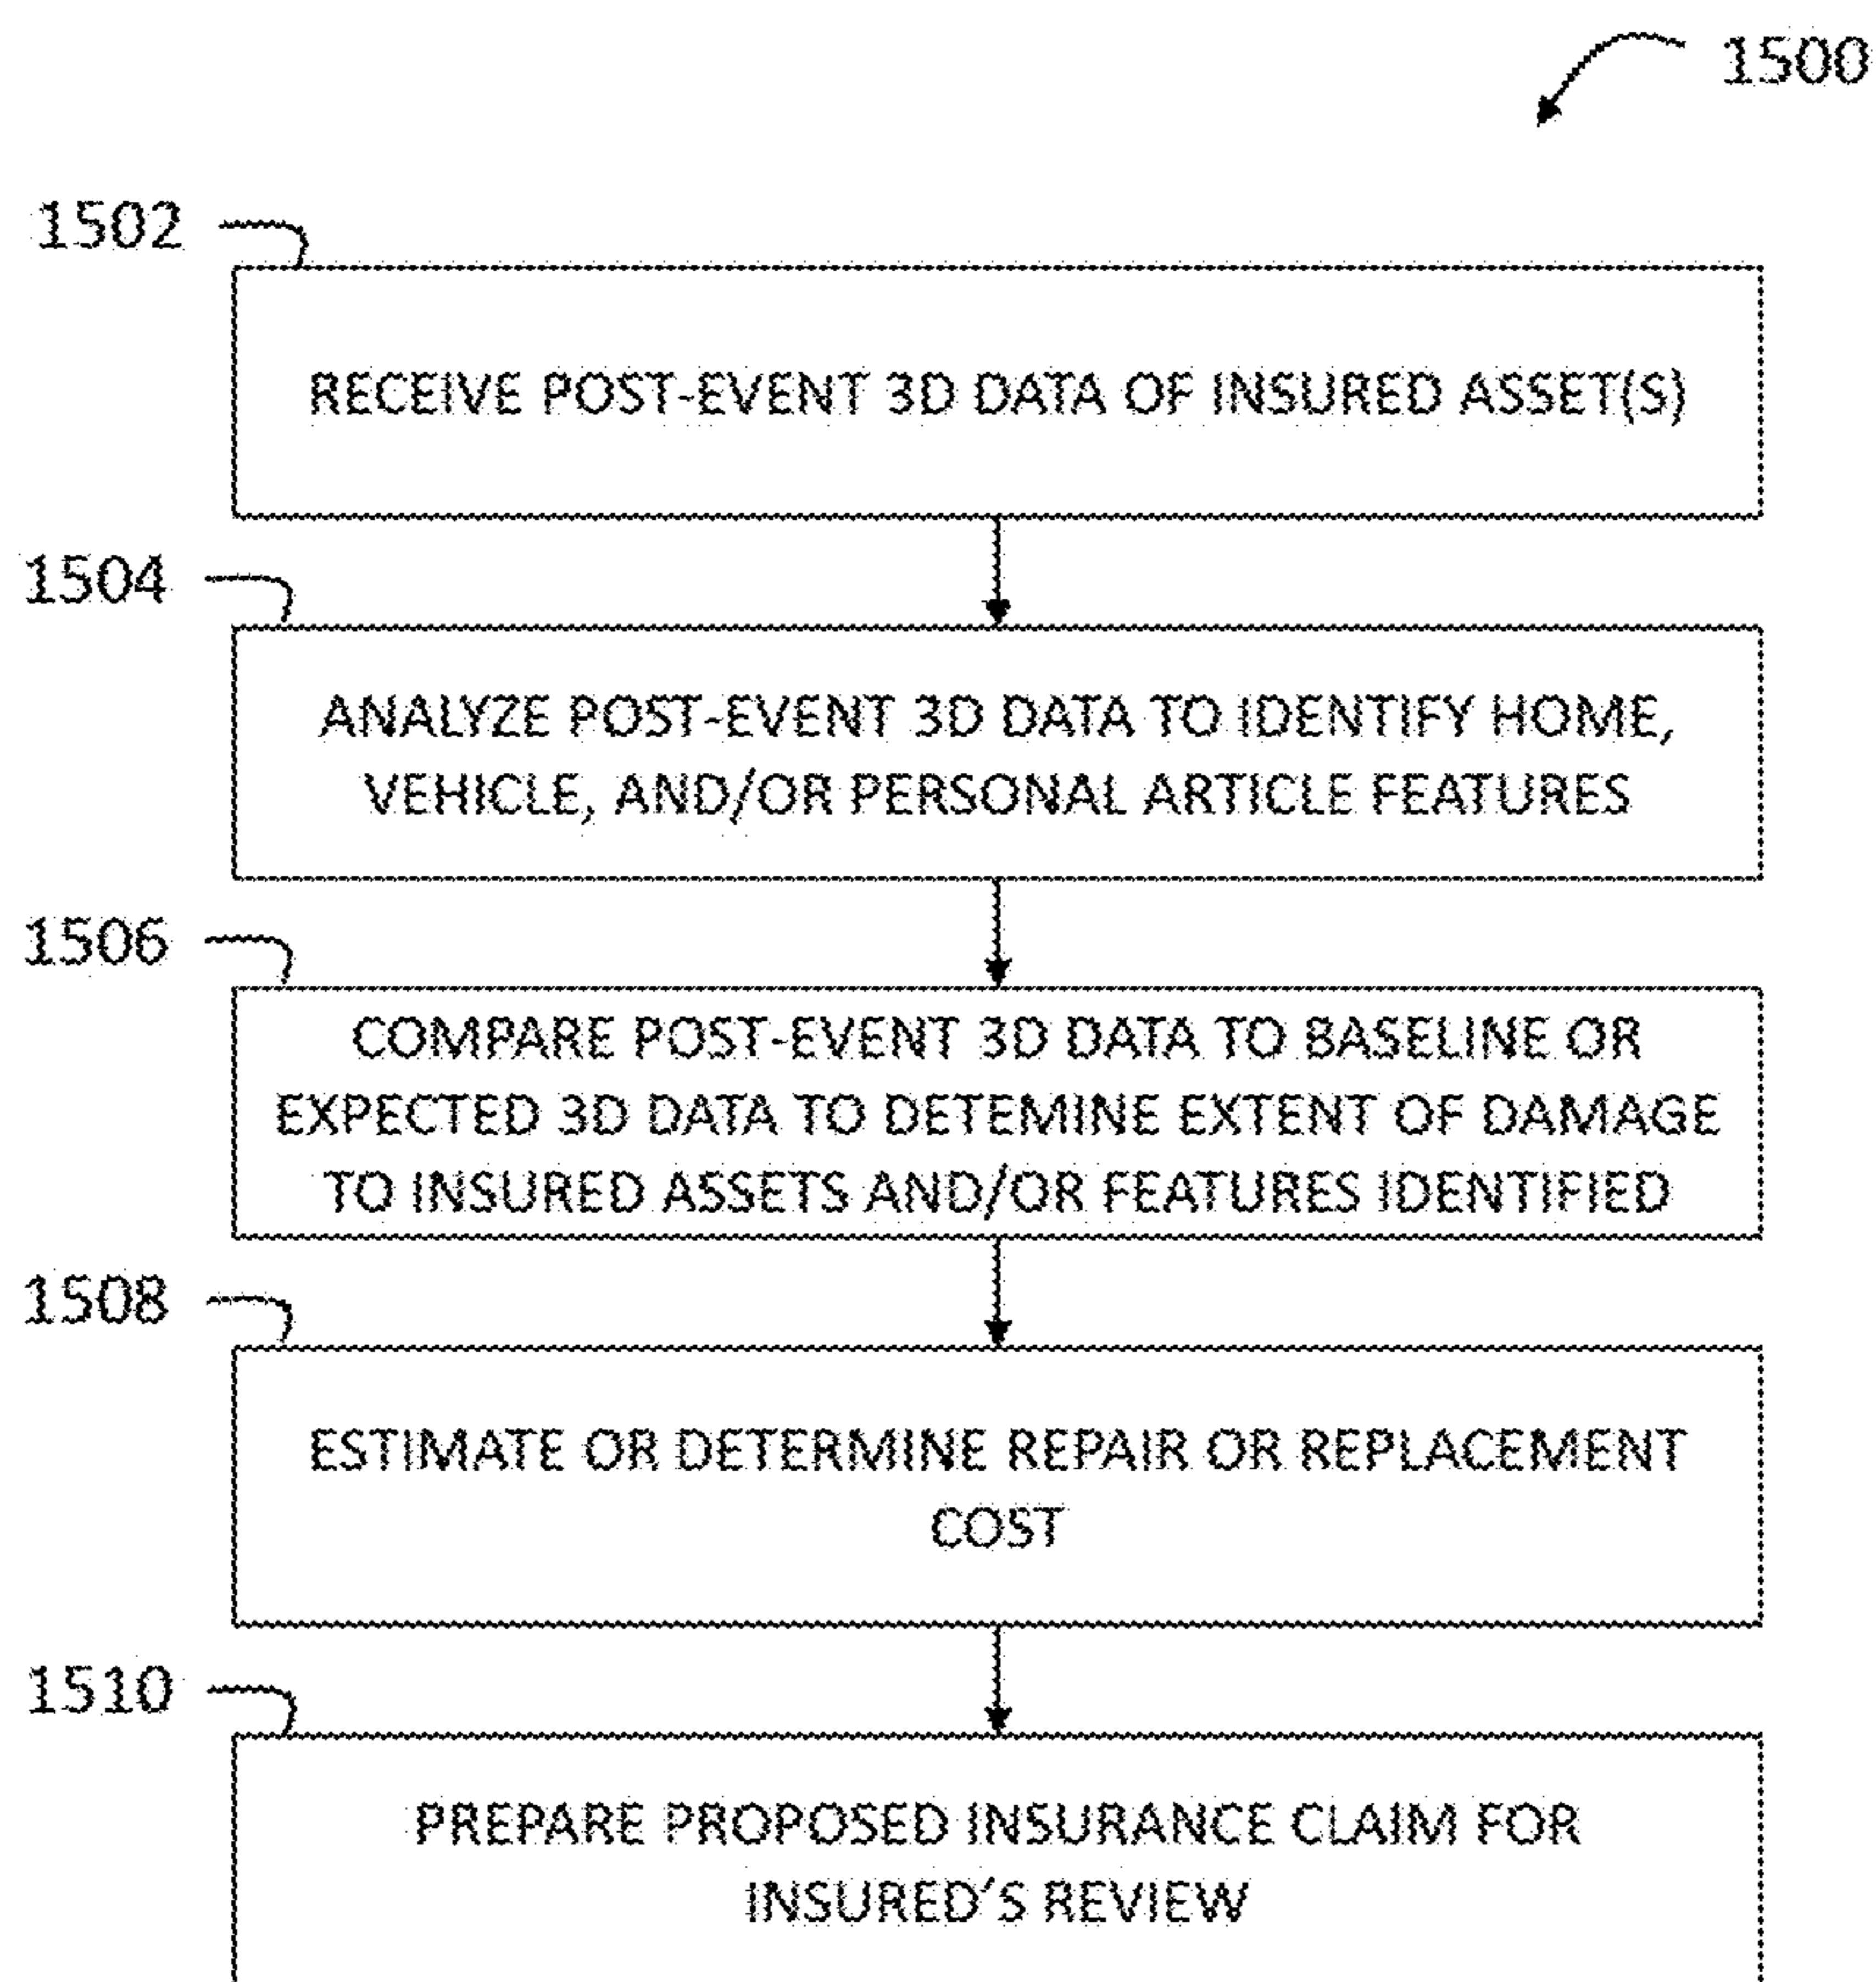 1500
1502
RECEIVE POST-EVENT 3D DATA OF INSURED ASSET(S)
1504
ANALYZE POST-EVENT 3D DATA TO IDENTIFY HOME,
VEHICLE, AND/OR PERSONAL ARTICLE FEATURES
1506
COMPARE POST-EVENT 3D DATA TO BASELINE OR
EXPECTED 3D DATA TO DETEMINE EXTENT OF DAMAGE
TO INSURED ASSETS AND/OR FEATURES IDENTIFIED
1508
ESTIMATE OR DETERMINE REPAIR OR REPLACEMENT
COST
1510
PREPARE PROPOSED INSURANCE CLAIM FOR
INSURED'S REVIEW